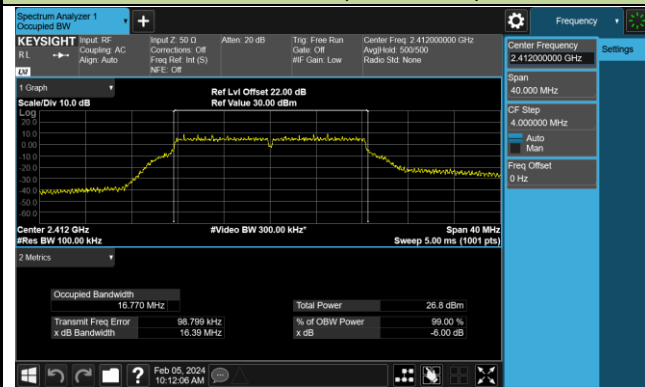 Spectrum Analyzer 1
Occupied BW
Frequency
KEYSIGHT
Input: RF
Coupling: AC
Align: Auto
Input Z: 50 Ω
Corrections: Off
Freq Ref: Int (S)
NFE: Off
Atten: 20 dB
Trig: Free Run
Gate: Off
#IF Gain: Low
Center Freq: 2.412000000 GHz
Avg|Hold: 500/500
Radio Std: None
RL
LXI
Center Frequency
2.412000000 GHz
Settings
Span
40.000 MHz
CF Step
4.000000 MHz
Auto
Man
Freq Offset
0 Hz
1 Graph
Scale/Div 10.0 dB
Ref Lvl Offset 22.00 dB
Ref Value 30.00 dBm
Log
20.0
10.0
0.00
-10.0
-20.0
-30.0
-40.0
-50.0
-60.0
Center 2.412 GHz
#Res BW 100.00 kHz
#Video BW 300.00 kHz*
Span 40 MHz
Sweep 5.00 ms (1001 pts)
2 Metrics
Occupied Bandwidth
16.770 MHz
Total Power 26.8 dBm
Transmit Freq Error 98.799 kHz
% of OBW Power 99.00 %
x dB Bandwidth 16.39 MHz
x dB -6.00 dB
Feb 05, 2024
10:12:06 AM